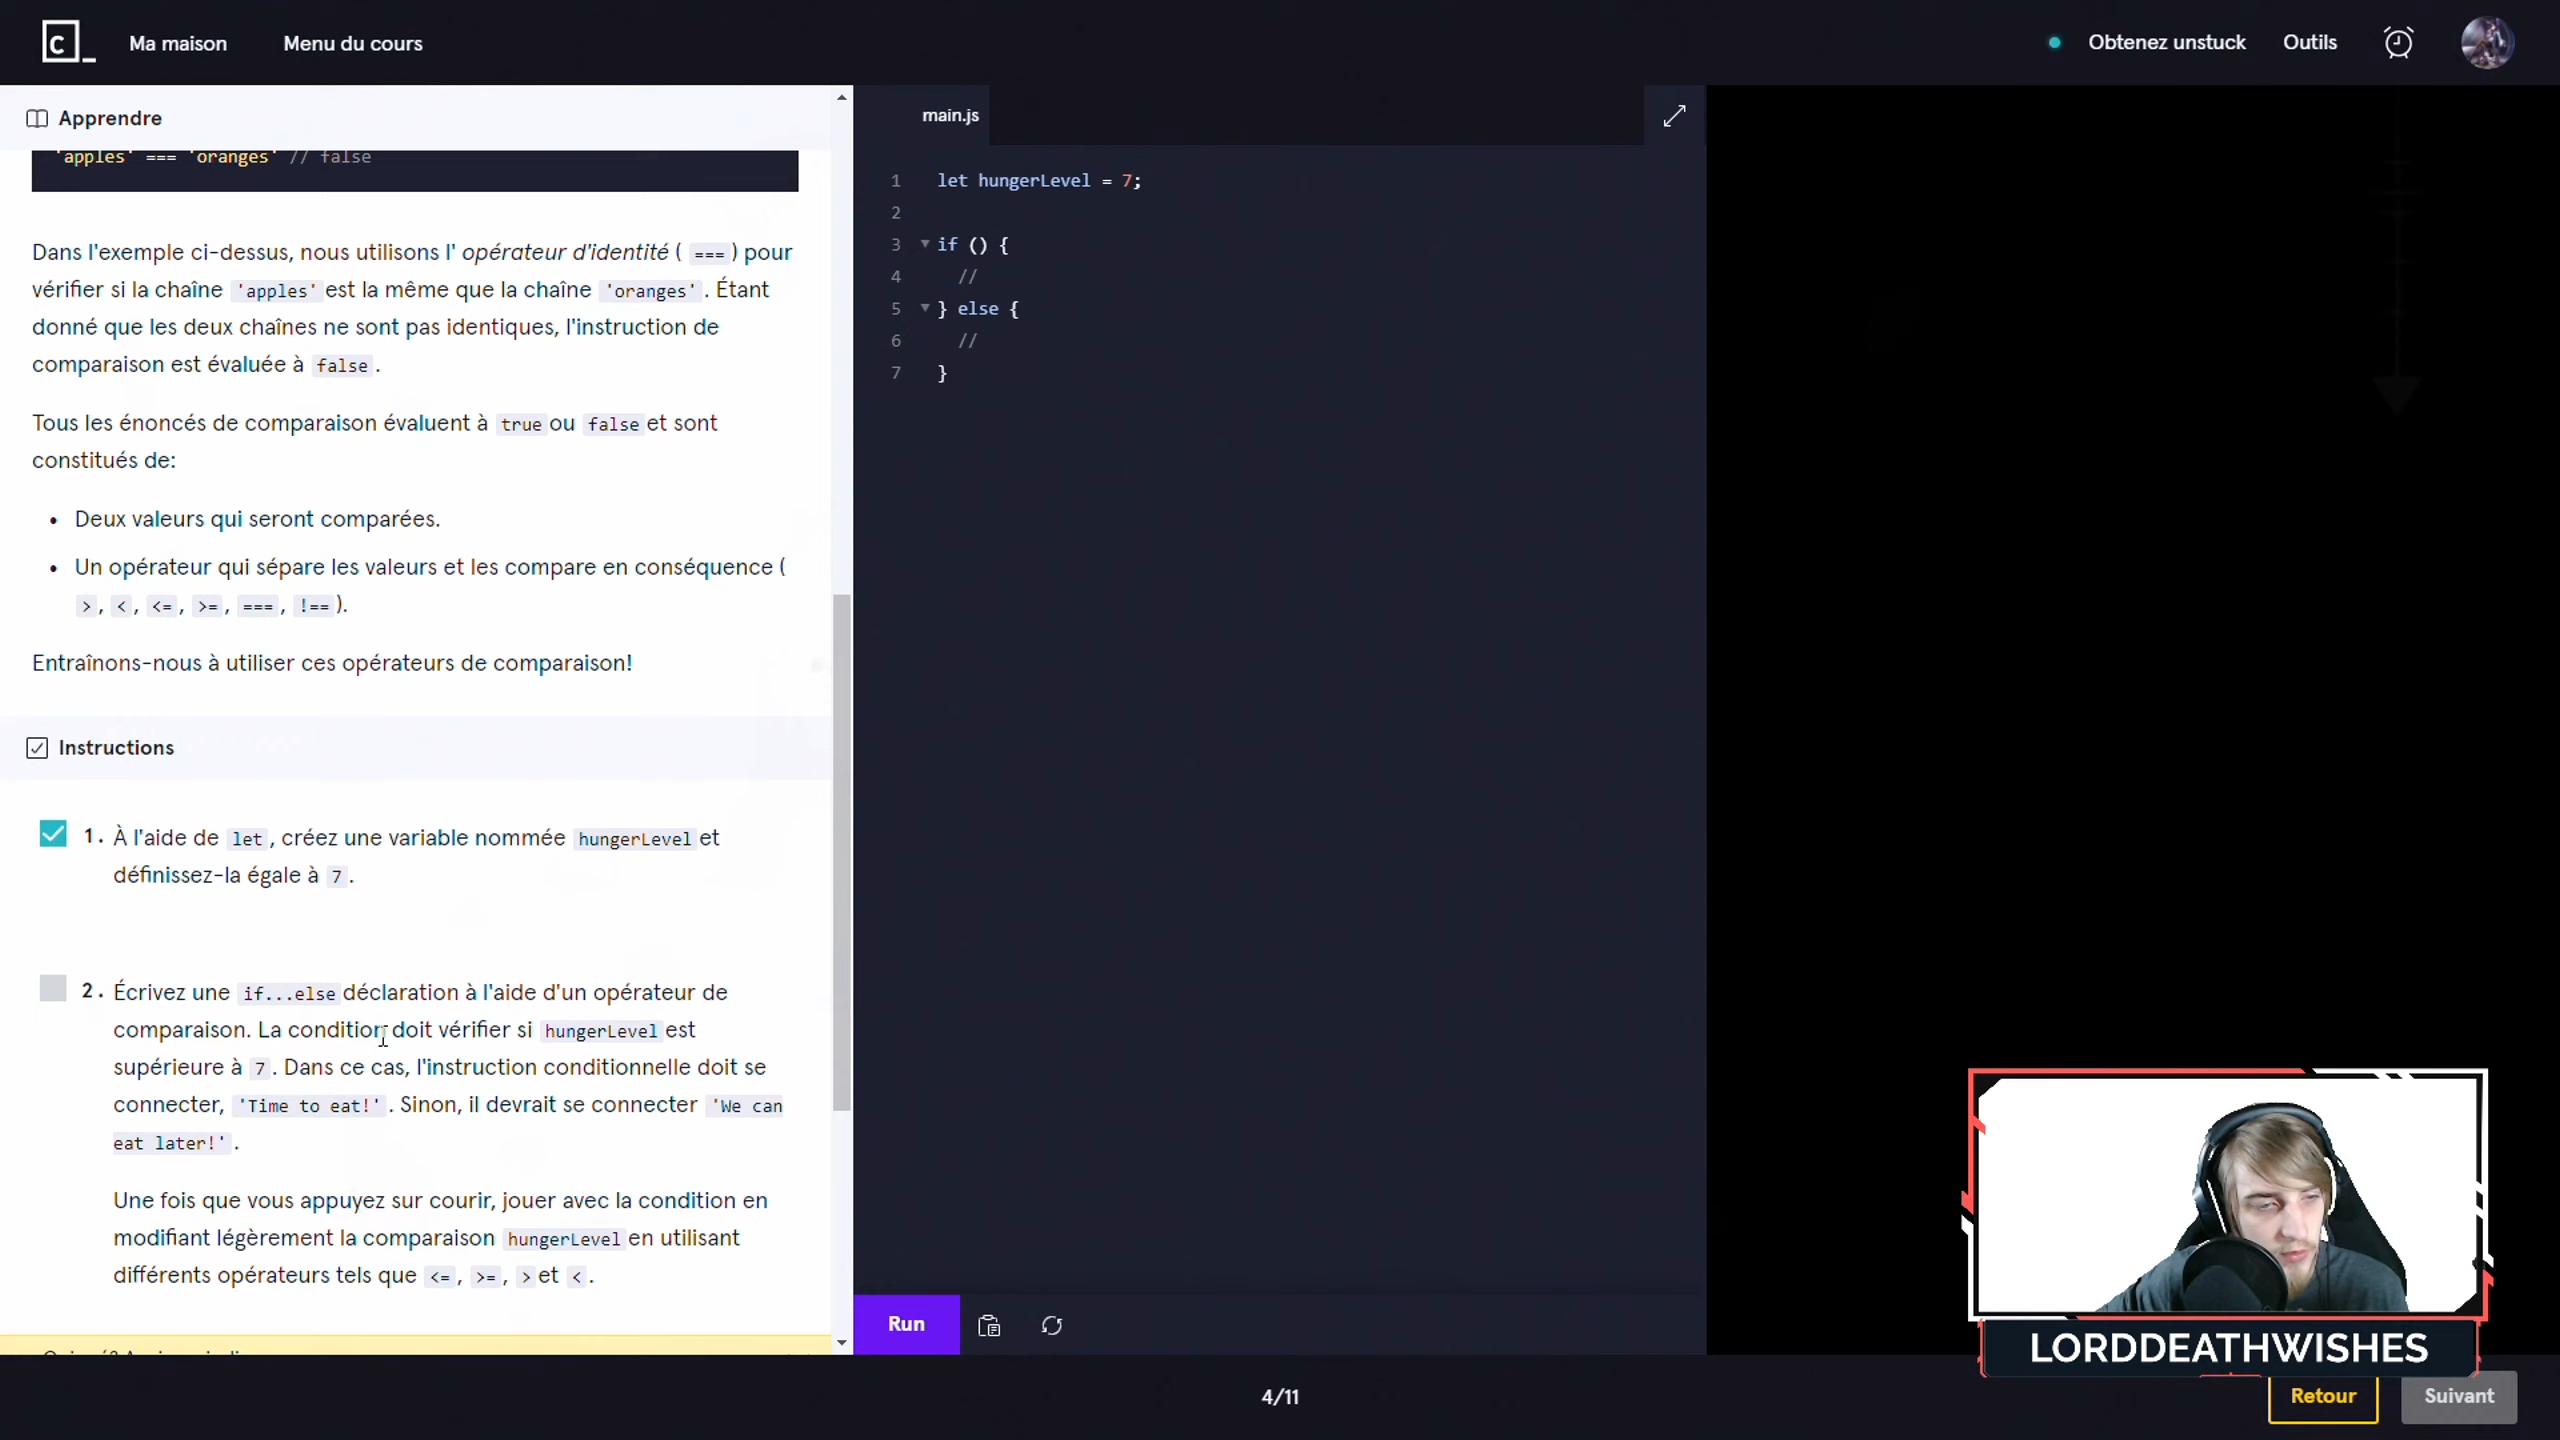 C_ Ma maison Menu du cours
Obtenez unstuck Outils
Apprendre
'apples' === 'oranges' // false
Dans l'exemple ci-dessus, nous utilisons l' opérateur d'identité ( ===) pour
vérifier si la chaîne 'apples' est la même que la chaîne 'oranges'. Étant
donné que les deux chaînes ne sont pas identiques, l'instruction de
comparaison est évaluée à false .
Tous les énoncés de comparaison évaluent à true ou false et sont
constitués de:
• Deux valeurs qui seront comparées.
• Un opérateur qui sépare les valeurs et les compare en conséquence (
>, <, <=, >=, ===, !==).
Entraînons-nous à utiliser ces opérateurs de comparaison!
Instructions
1. À l'aide de let, créez une variable nommée hungerLevel et
définissez-la égale à 7.
2. Écrivez une if...else déclaration à l'aide d'un opérateur de
comparaison. La condition doit vérifier si hungerLevel est
supérieure à 7. Dans ce cas, l'instruction conditionnelle doit se
connecter, 'Time to eat!'. Sinon, il devrait se connecter 'We can
eat later!'.
Une fois que vous appuyez sur courir, jouer avec la condition en
modifiant légèrement la comparaison hungerLevel en utilisant
différents opérateurs tels que <=, >=, > et <.
main.js
1 let hungerLevel = 7;
2
3 if () {
4 //
5 } else {
6 //
7 }
Run
LORDDEATHWISHES
4/11
Retour Suivant